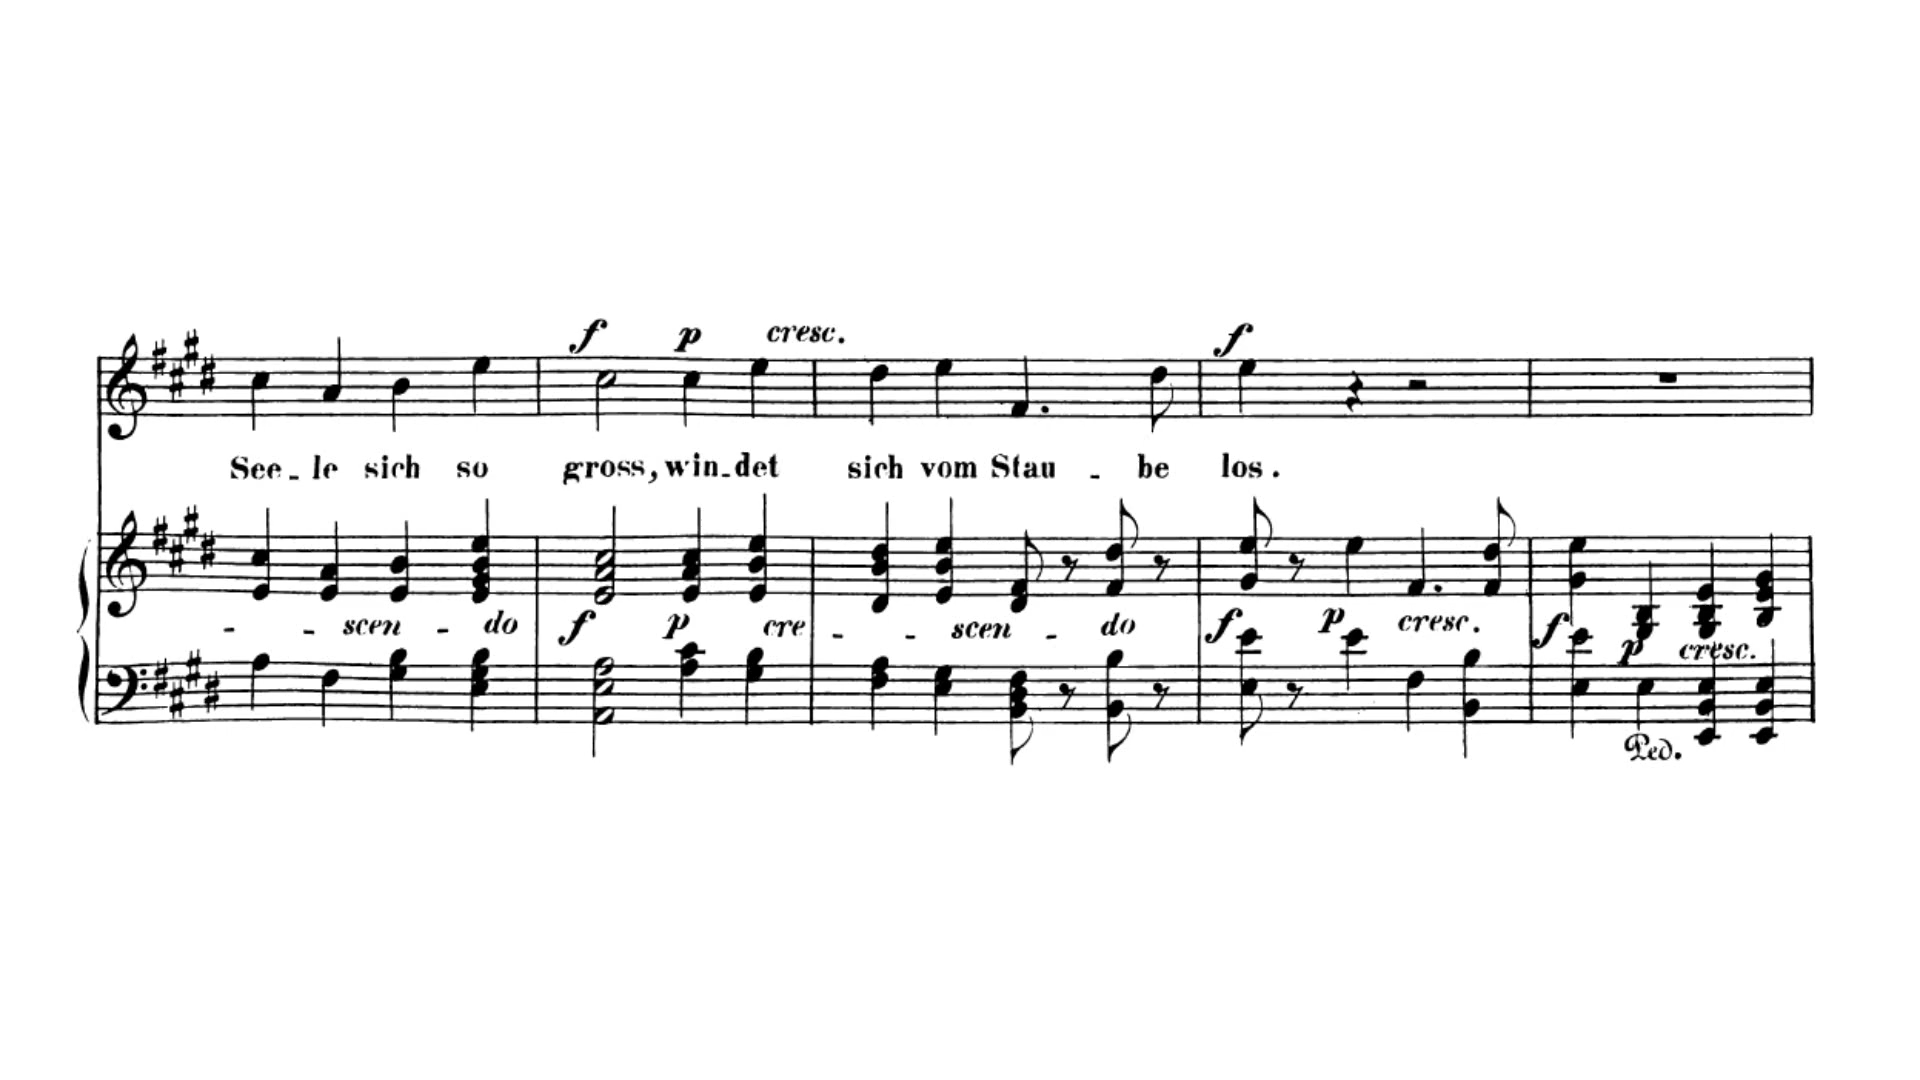 f p cresc. f
See-le sich so gross, win-det sich vom Stau - be los.
- - scen - do f p cre - - scen - do f p cresc. f p cresc.
Ped.